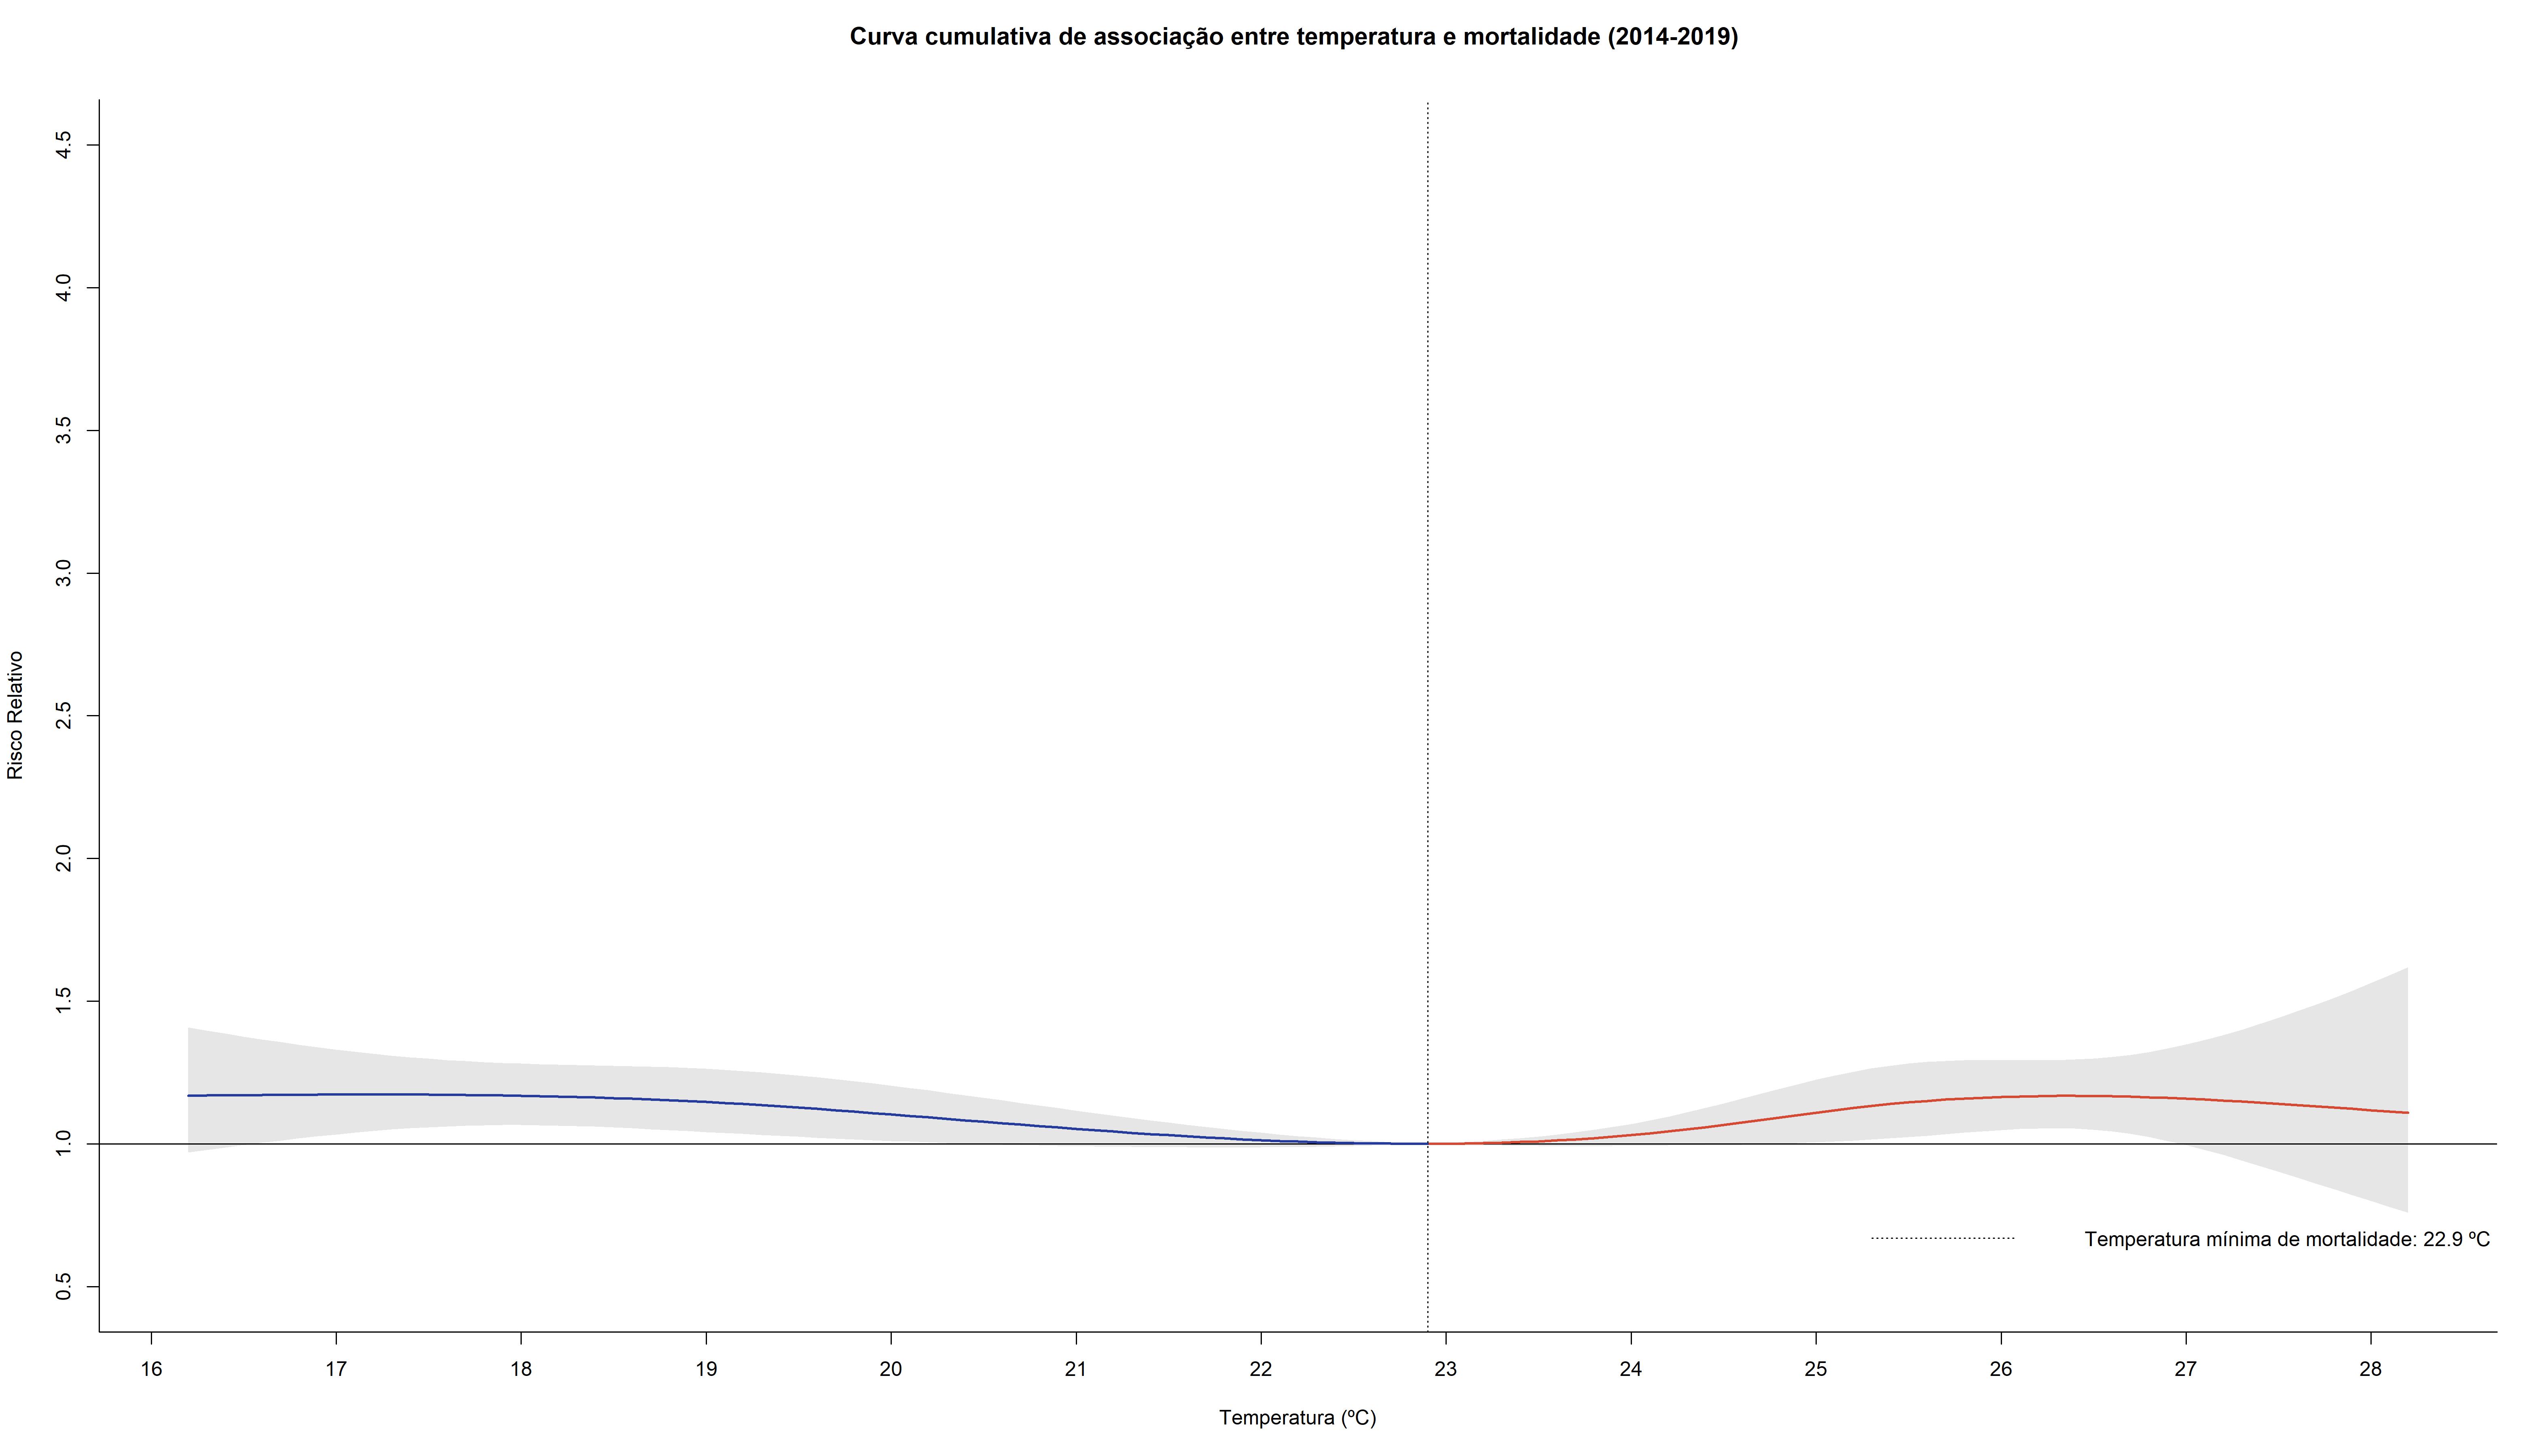 Curva cumulativa de associação entre temperatura e mortalidade (2014-2019)
4.5
4.0
3.5
3.0
2.5
2.0
1.5
1.0
0.5
Risco Relativo
Temperatura mínima de mortalidade: 22.9 ºC
16 17 18 19 20 21 22 23 24 25 26 27 28
Temperatura (ºC)